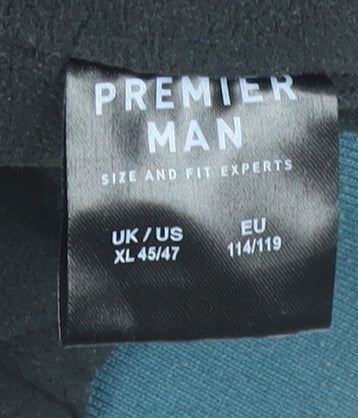 PREMIER
MAN
SIZE AND FIT EXPERTS
UK / US
XL 45/47
EU
114/119